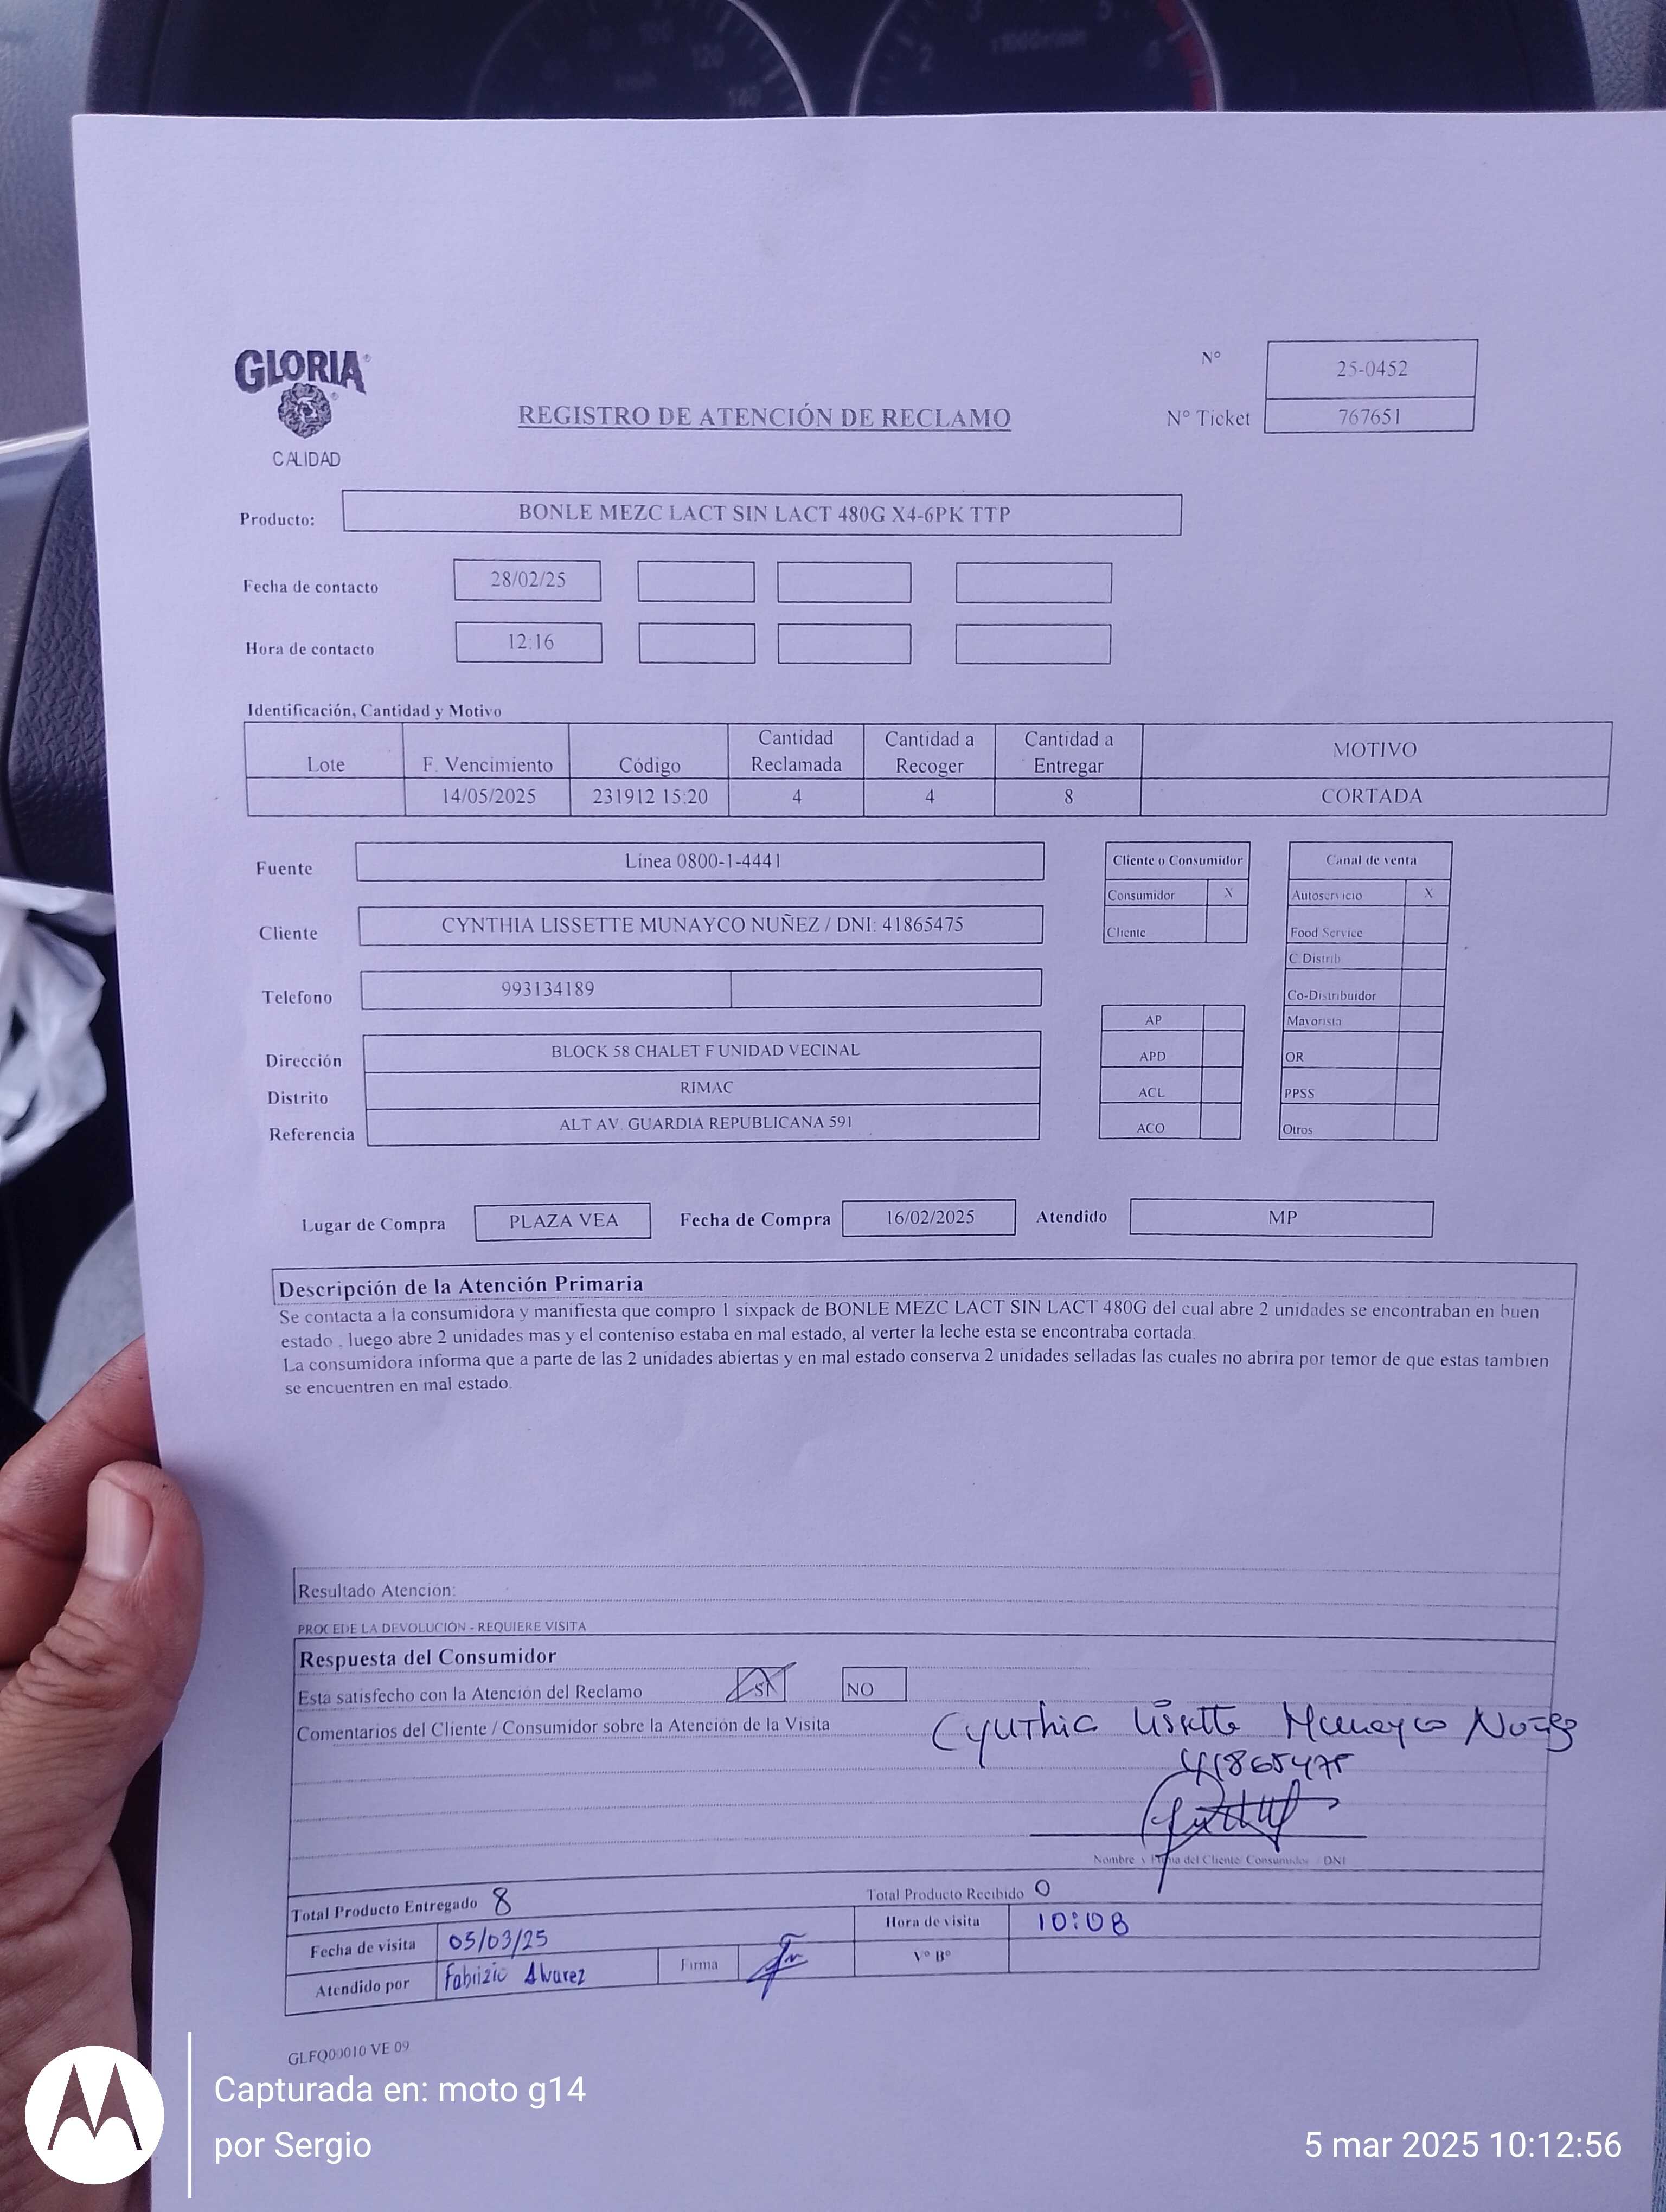 GLORIA
CALIDAD
REGISTRO DE ATENCIÓN DE RECLAMO
N° 25-0452
N° Ticket 767651
Producto: BONLE MEZC LACT SIN LACT 480G X4-6PK TTP
Fecha de contacto 28/02/25
Hora de contacto 12:16
Identificación, Cantidad y Motivo
Lote F. Vencimiento Código Cantidad Reclamada Cantidad a Recoger Cantidad a Entregar MOTIVO
14/05/2025 231912 15:20 4 4 8 CORTADA
Fuente Línea 0800-1-4441
Cliente CYNTHIA LISSETTE MUNAYCO NUÑEZ / DNI: 41865475
Telefono 993134189
Dirección BLOCK 58 CHALET F UNIDAD VECINAL
Distrito RIMAC
Referencia ALT AV. GUARDIA REPUBLICANA 591
Cliente o Consumidor
Consumidor X
Cliente
AP
APD
ACL
ACO
Canal de venta
Autoservicio X
Food Service
C Distrib
Co-Distribuidor
Mayorista
OR
PPSS
Otros
Lugar de Compra PLAZA VEA Fecha de Compra 16/02/2025 Atendido MP
Descripción de la Atención Primaria
Se contacta a la consumidora y manifiesta que compro 1 sixpack de BONLE MEZC LACT SIN LACT 480G del cual abre 2 unidades se encontraban en buen
estado , luego abre 2 unidades mas y el conteniso estaba en mal estado, al verter la leche esta se encontraba cortada.
La consumidora informa que a parte de las 2 unidades abiertas y en mal estado conserva 2 unidades selladas las cuales no abrira por temor de que estas tambien
se encuentren en mal estado.
Resultado Atención:
PROCEDE LA DEVOLUCIÓN - REQUIERE VISITA
Respuesta del Consumidor
Esta satisfecho con la Atención del Reclamo SI NO
Comentarios del Cliente / Consumidor sobre la Atención de la Visita
Cynthia Lissette Munayco Nuñez
41865475
Nombre y Firma del Cliente/ Consumidor / DNI
Total Producto Entregado 8 Total Producto Recibido 0
Fecha de visita 05/03/25 Hora de visita 10:08
Atendido por Fabrizio Alvarez Firma V° B°
GLFQ00010 VE 09
Capturada en: moto g14
por Sergio
5 mar 2025 10:12:56